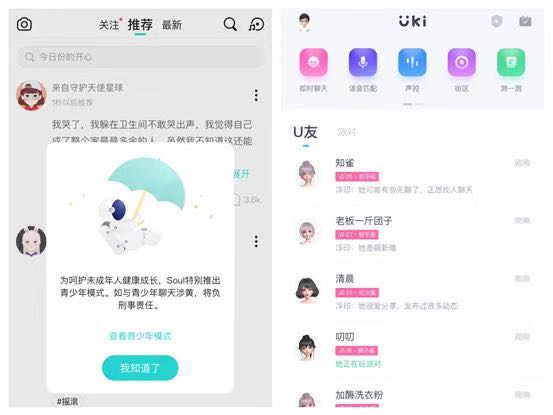 关注 推荐 最新
今日份的开心
来自守护天使星球
1秒以前推荐
我哭了，我躲在卫生间不敢哭出声，我觉得自己
成了整个家最最多余的人，虽然我不知道这还能
展开
3.6k
为呵护未成年人健康成长，Soul特别推出
青少年模式。如与青少年聊天涉黄，将负
刑事责任。
查看青少年模式
我知道了
#摇滚
Uki
即时聊天 语音匹配 声控 街区 测一测
U友 派对
知雀 刚刚
25·射手座
浮印：她可能有些无聊了，正想找人聊天
老板一斤团子 刚刚
27·射手座
浮印：她是萌新哦
清晨 刚刚
25·处女座
浮印：她很爱分享，发布过很多动态
叨叨 刚刚
18·狮子座
她正在玩派对
加酶洗衣粉 刚刚